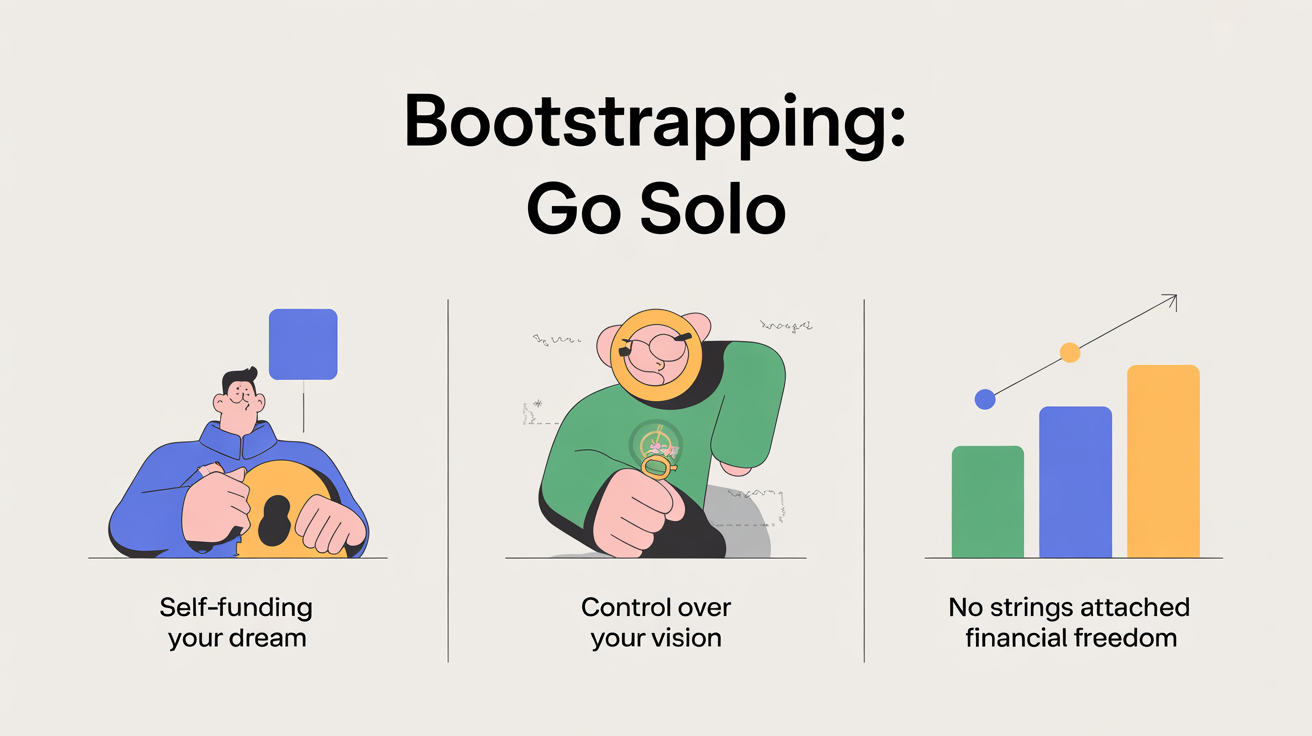 Bootstrapping:
Go Solo
Self-funding
your dream
Control over
your vision
No strings attached
financial freedom